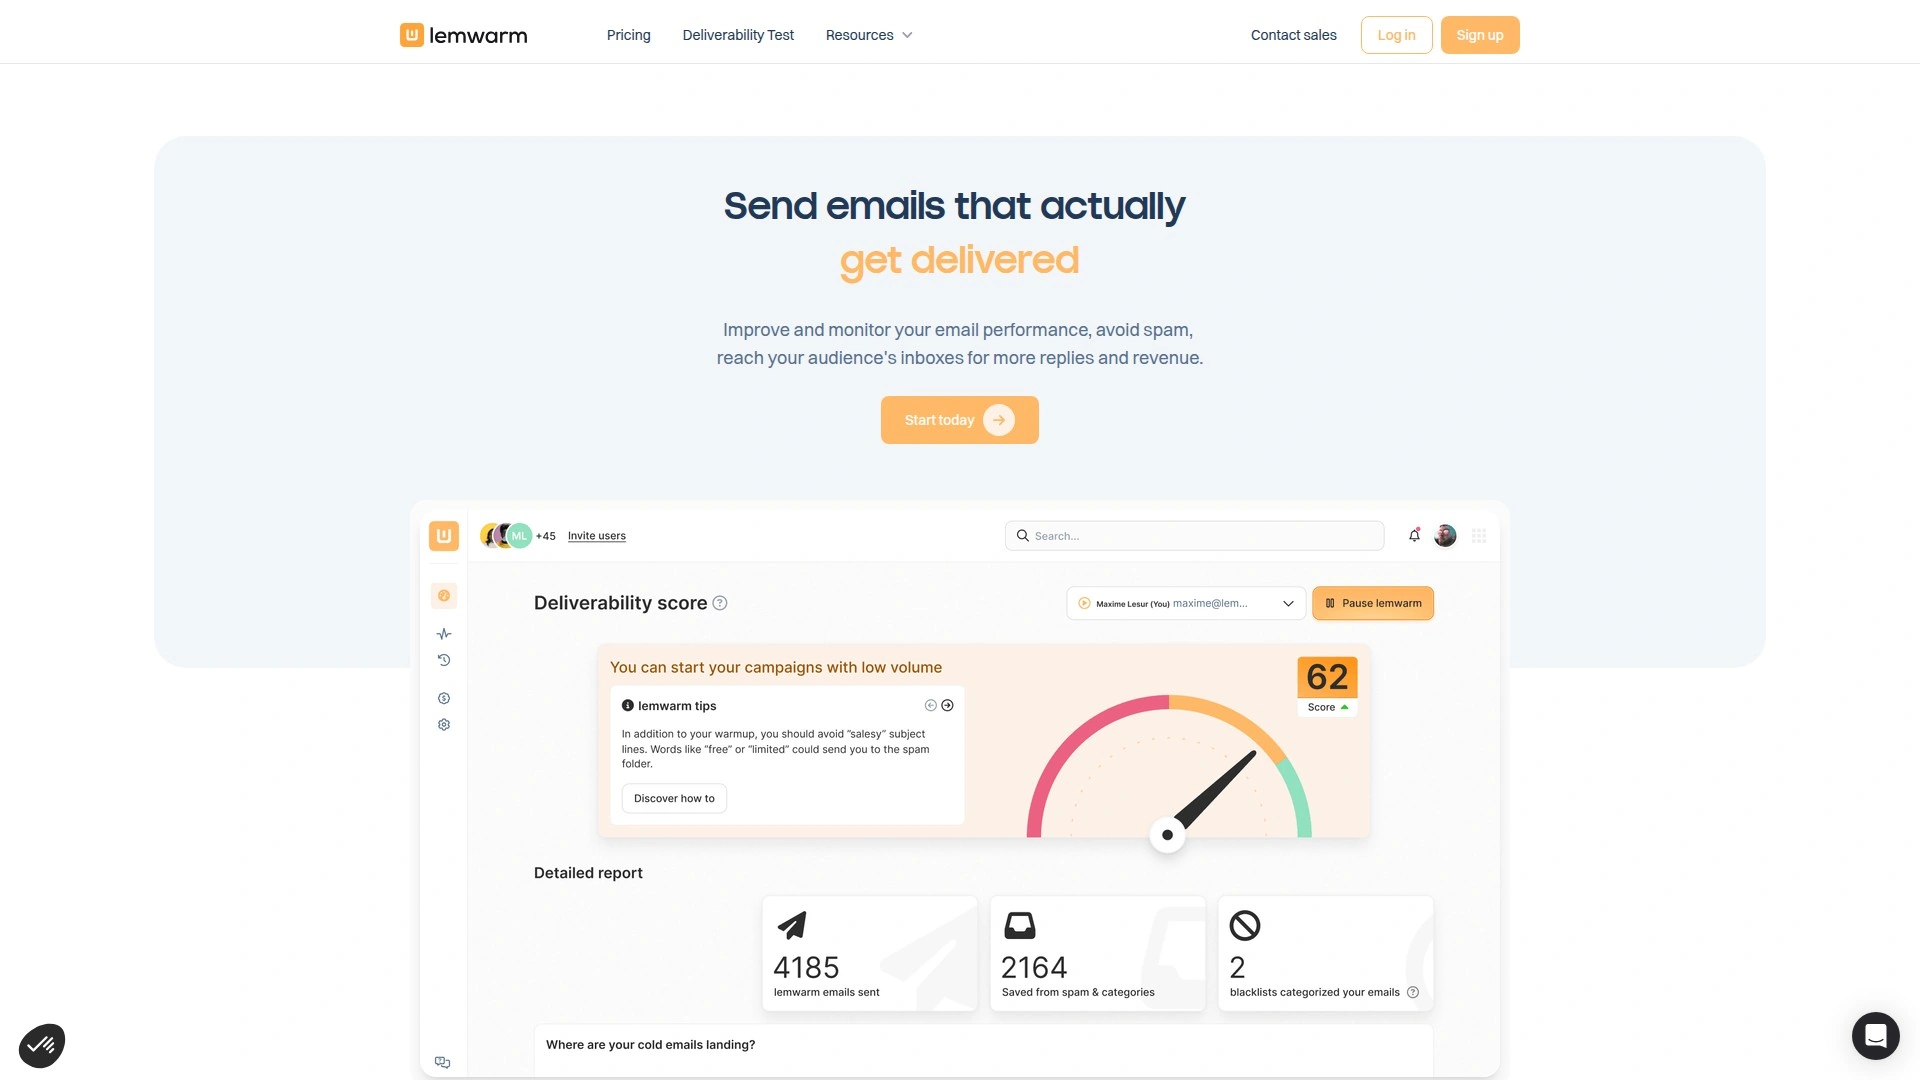 lemwarm
Pricing
Deliverability Test
Resources
Contact sales
Log in
Sign up
Send emails that actually
get delivered
Improve and monitor your email performance, avoid spam,
reach your audience's inboxes for more replies and revenue.
Start today
ML
+45
Invite users
Search...
Deliverability score
Maxime Lesur (You) maxime@lem...
Pause lemwarm
You can start your campaigns with low volume
62
Score
lemwarm tips
In addition to your warmup, you should avoid "salesy" subject
lines. Words like "free" or "limited" could send you to the spam
folder.
Discover how to
Detailed report
4185
lemwarm emails sent
2164
Saved from spam & categories
2
blacklists categorized your emails
Where are your cold emails landing?